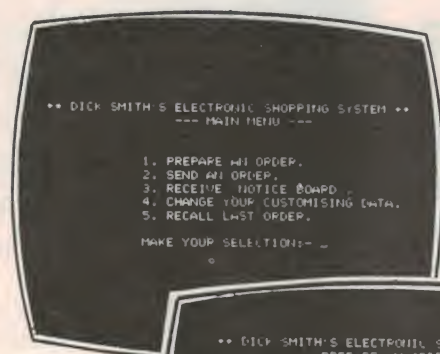 ** DICK SMITH'S ELECTRONIC SHOPPING SYSTEM **
--- MAIN MENU ---
1. PREPARE AN ORDER.
2. SEND AN ORDER.
3. RECEIVE NOTICE BOARD.
4. CHANGE YOUR CUSTOMISING DATA.
5. RECALL LAST ORDER.
MAKE YOUR SELECTION:- _
** DICK SMITH'S ELECTRONIC S